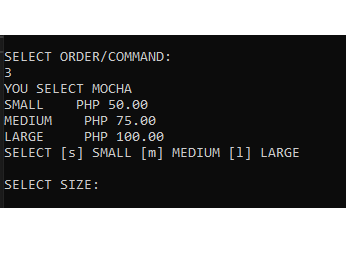 SELECT ORDER/COMMAND:
3
YOU SELECT MOCHA
SMALL    PHP 50.00
MEDIUM    PHP 75.00
LARGE     PHP 100.00
SELECT [s] SMALL [m] MEDIUM [l] LARGE
SELECT SIZE: